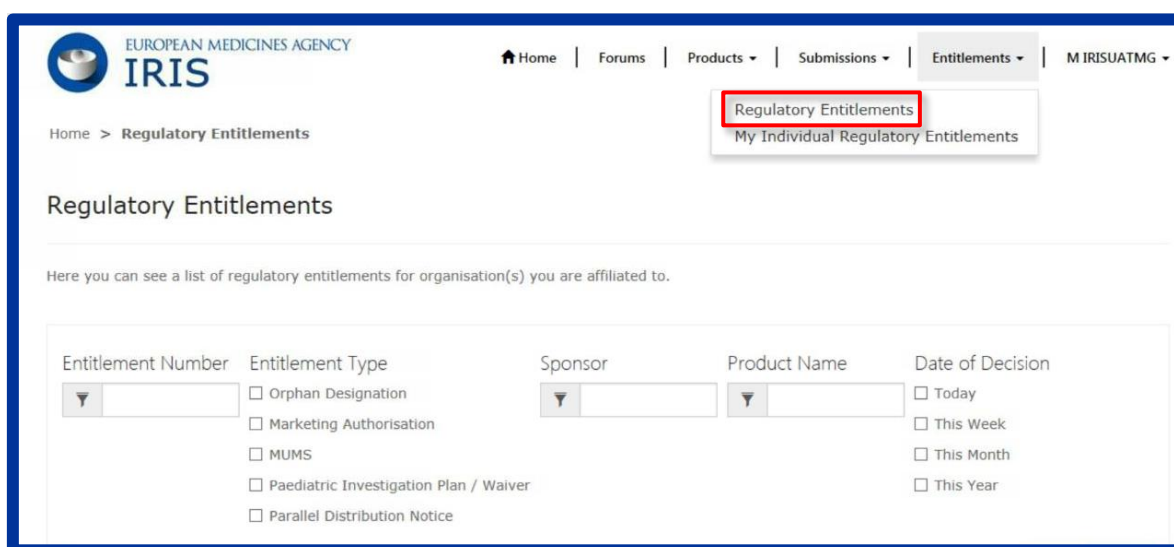 EUROPEAN MEDICINES AGENCY
IRIS
Home | Forums | Products | Submissions | Entitlements | M IRISUATMG
Regulatory Entitlements
My Individual Regulatory Entitlements
Home > Regulatory Entitlements
Regulatory Entitlements
Here you can see a list of regulatory entitlements for organisation(s) you are affiliated to.
Entitlement Number Entitlement Type Sponsor Product Name Date of Decision
Orphan Designation Today
Marketing Authorisation This Week
MUMS This Month
Paediatric Investigation Plan / Waiver This Year
Parallel Distribution Notice